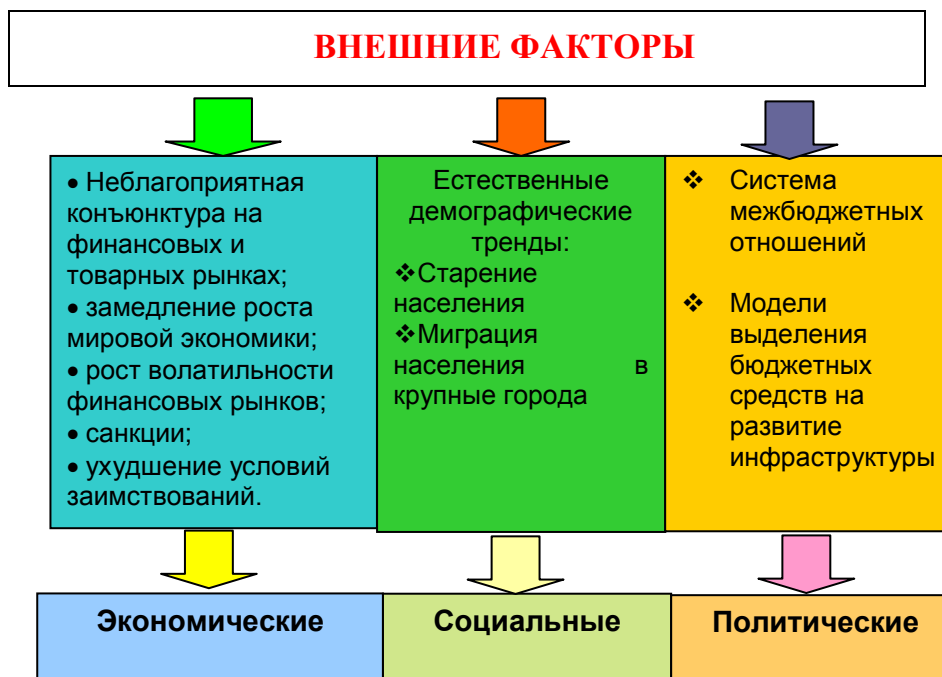 ВНЕШНИЕ ФАКТОРЫ
• Неблагоприятная
конъюнктура на
финансовых и
товарных рынках;
• замедление роста
мировой экономики;
• рост волатильности
финансовых рынков;
• санкции;
• ухудшение условий
заимствований.
Естественные
демографические
тренды:
❖Старение
населения
❖Миграция
населения в
крупные города
❖ Система
межбюджетных
отношений
❖ Модели
выделения
бюджетных
средств на
развитие
инфраструктуры
Экономические
Социальные
Политические